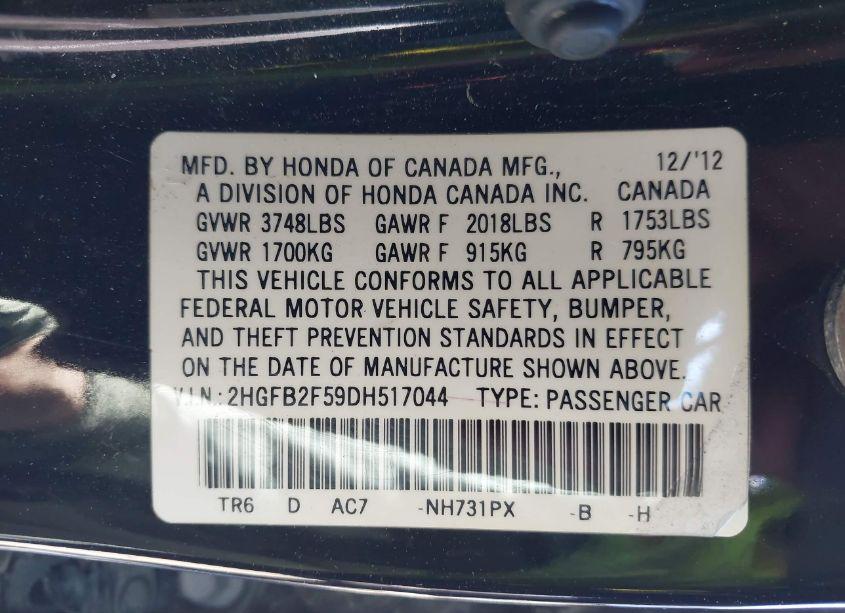 MFD. BY HONDA OF CANADA MFG., 12/'12
A DIVISION OF HONDA CANADA INC. CANADA
GVWR 3748LBS GAWR F 2018LBS R 1753LBS
GVWR 1700KG GAWR F 915KG R 795KG
THIS VEHICLE CONFORMS TO ALL APPLICABLE
FEDERAL MOTOR VEHICLE SAFETY, BUMPER,
AND THEFT PREVENTION STANDARDS IN EFFECT
ON THE DATE OF MANUFACTURE SHOWN ABOVE.
V.I.N.: 2HGFB2F59DH517044 TYPE: PASSENGER CAR
TR6 D AC7 -NH731PX -B -H